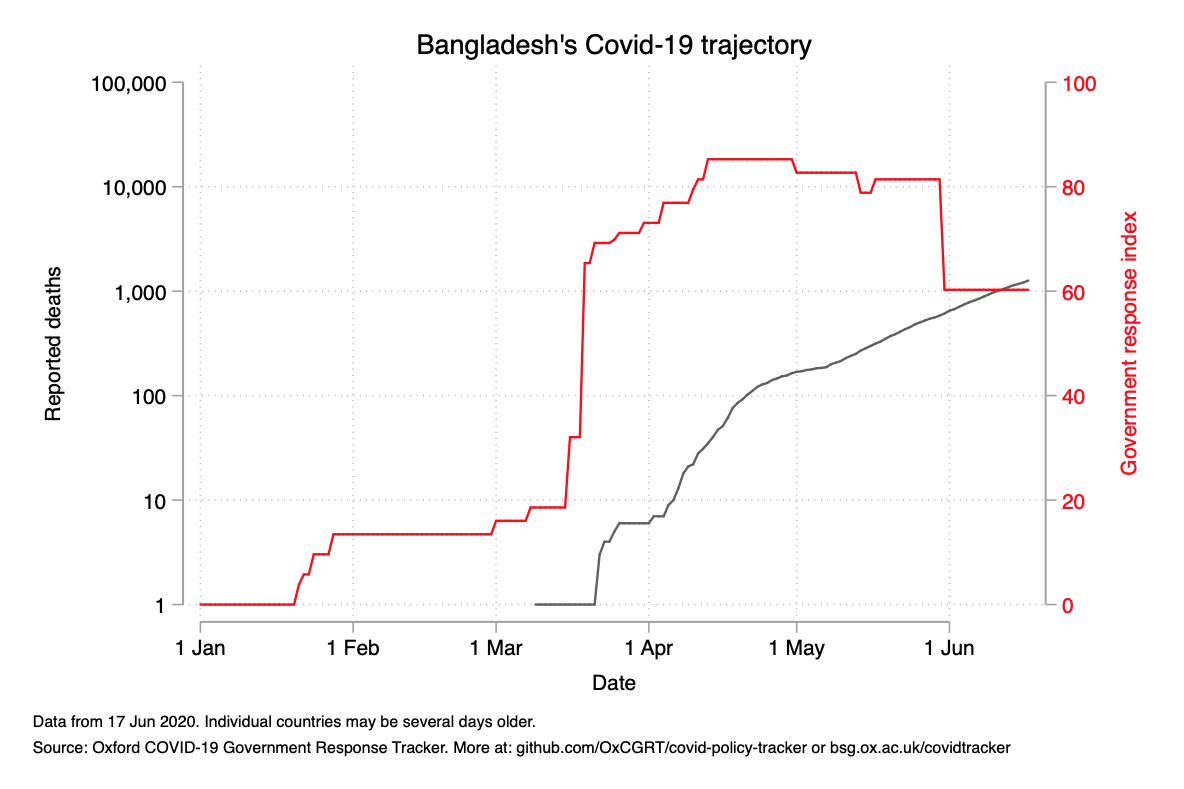 Bangladesh's Covid-19 trajectory
100,000
10,000
1,000
100
10
1
Reported deaths
100
80
60
40
20
0
Government response index
1 Jan
1 Feb
1 Mar
1 Apr
1 May
1 Jun
Date
Data from 17 Jun 2020. Individual countries may be several days older.
Source: Oxford COVID-19 Government Response Tracker. More at: github.com/OxCGRT/covid-policy-tracker or bsg.ox.ac.uk/covidtracker